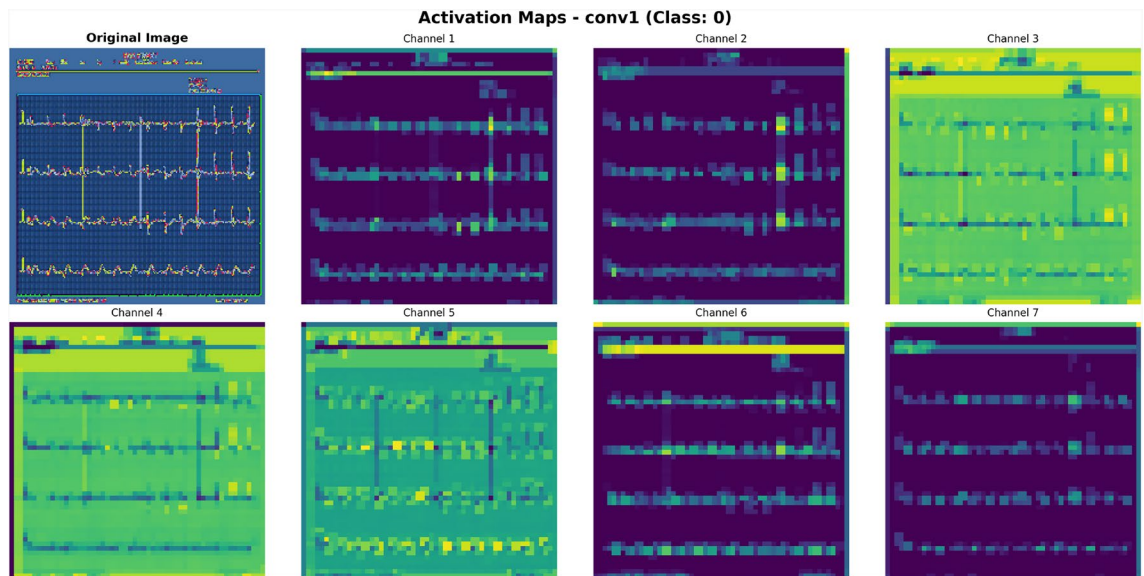 Activation Maps - conv1 (Class: 0)
Original Image
Channel 1
Channel 2
Channel 3
Channel 4
Channel 5
Channel 6
Channel 7